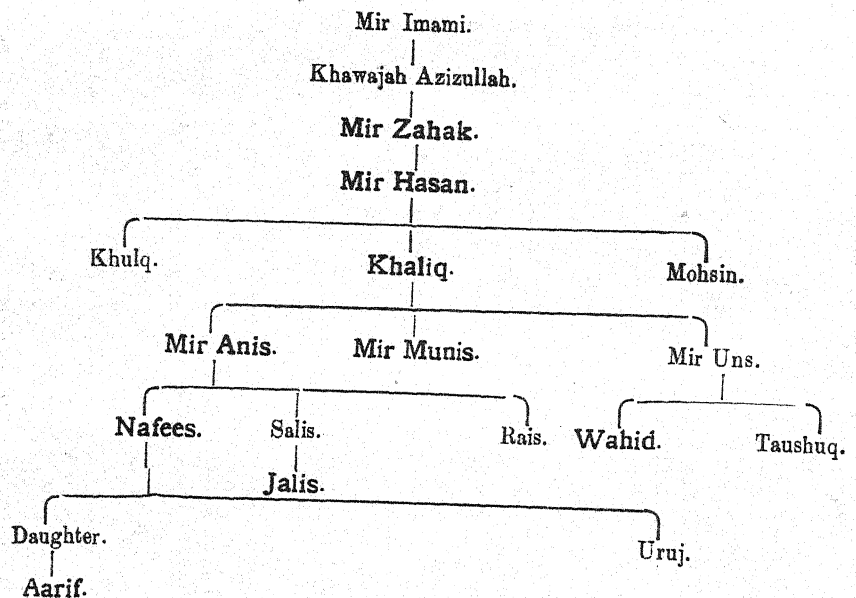 Mir Imami.
Khawajah Azizullah.
Mir Zahak.
Mir Hasan.
Khulq. Khaliq. Mohsin.
Mir Anis. Mir Munis. Mir Uns.
Nafees. Salis. Rais. Wahid. Taushuq.
Jalis.
Daughter. Uruj.
Aarif.